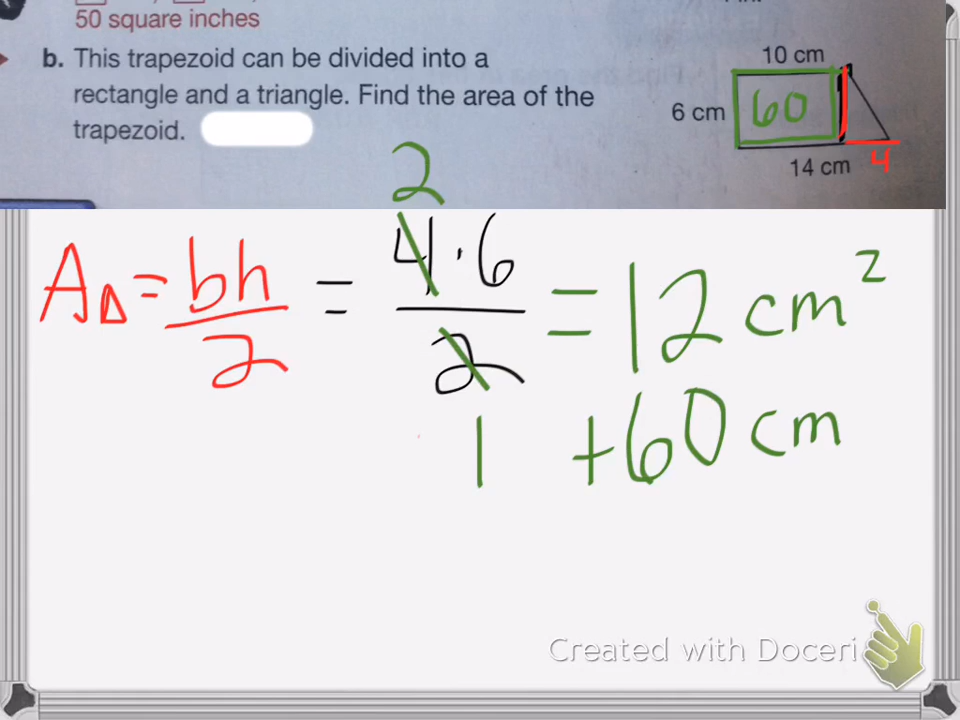 50 square inches
b. This trapezoid can be divided into a
rectangle and a triangle. Find the area of the
trapezoid.
10 cm
6 cm
60
14 cm
4
2
A△ = bh/2 = 4·6/2 = 12 cm²
1 +60 cm
Created with Doceri